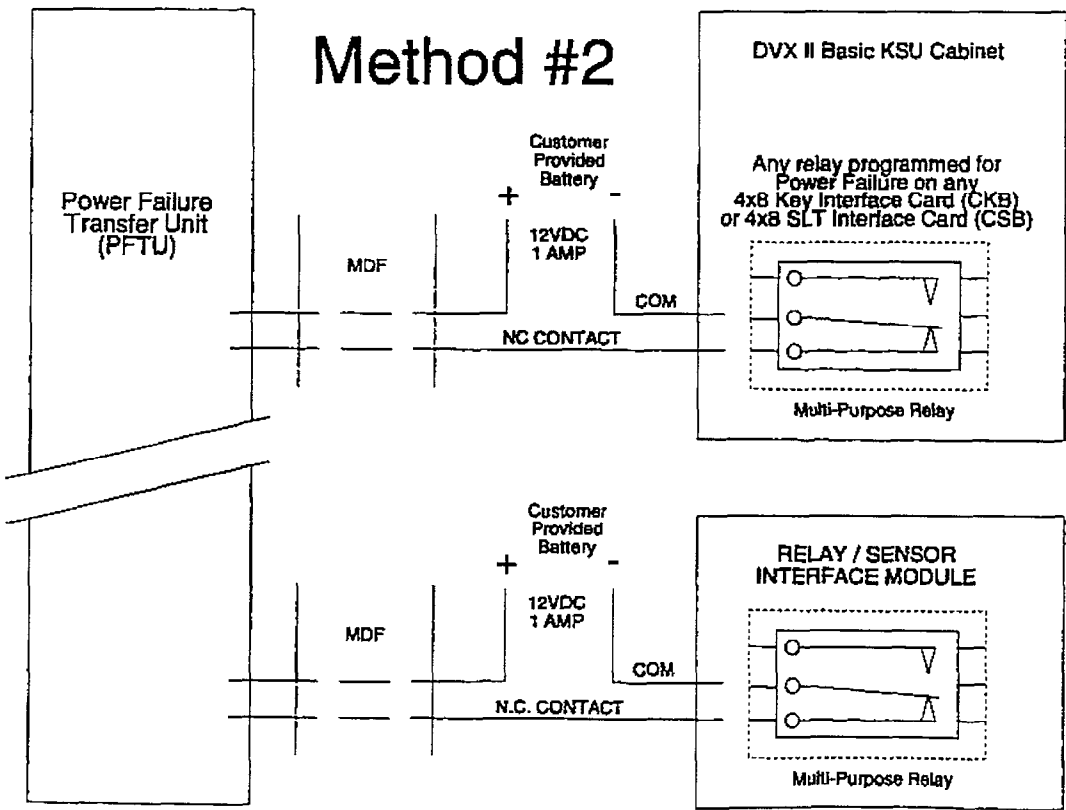 Method #2
DVX II Basic KSU Cabinet
Power Failure
Transfer Unit
(PFTU)
MDF
Customer
Provided
Battery
+ -
12VDC
1 AMP
COM
NC CONTACT
Any relay programmed for
Power Failure on any
4x8 Key Interface Card (CKB)
or 4x8 SLT Interface Card (CSB)
Multi-Purpose Relay
MDF
Customer
Provided
Battery
+ -
12VDC
1 AMP
COM
N.C. CONTACT
RELAY / SENSOR
INTERFACE MODULE
Multi-Purpose Relay